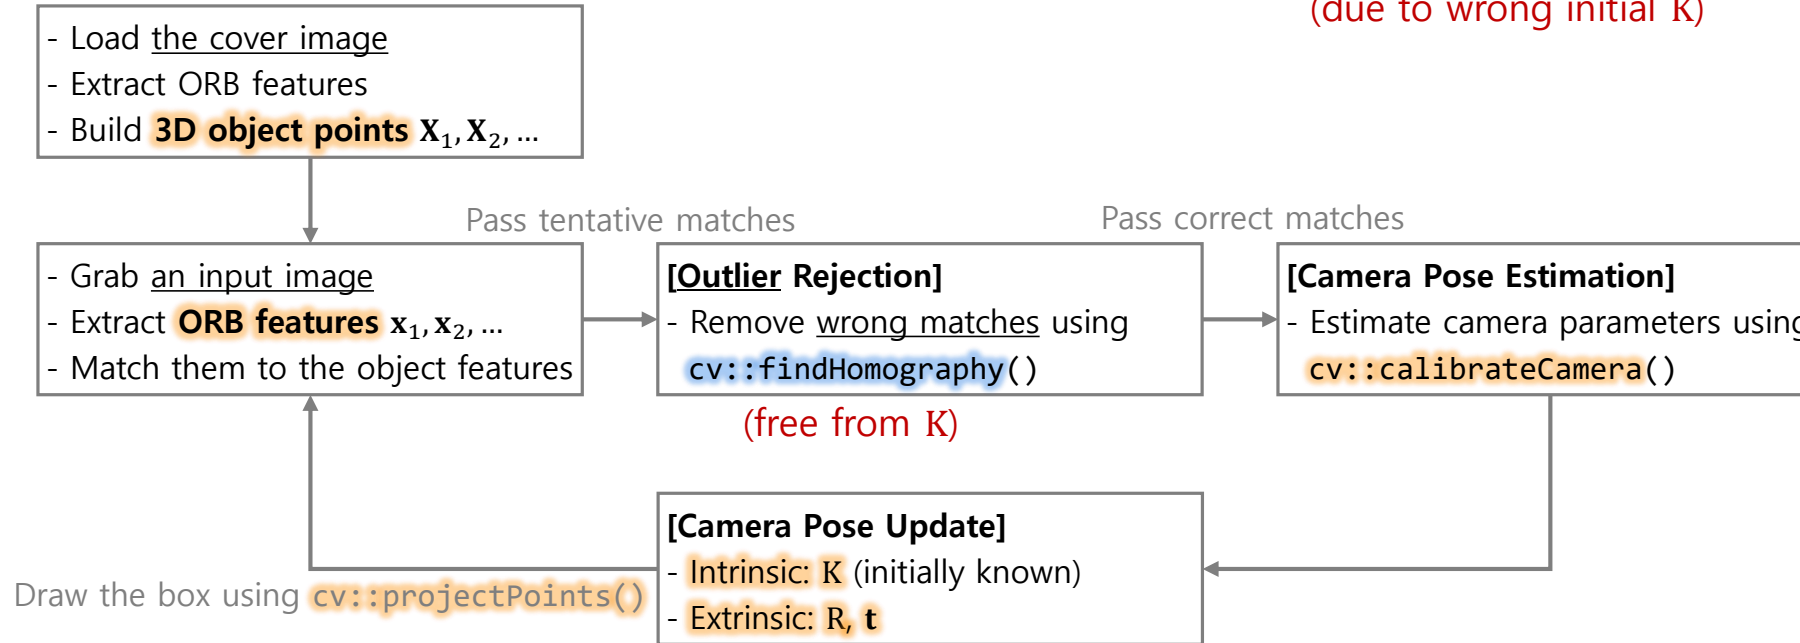 (due to wrong initial K)
- Load the cover image
- Extract ORB features
- Build 3D object points X₁, X₂, …
Pass tentative matches
Pass correct matches
- Grab an input image
- Extract ORB features x₁, x₂, …
- Match them to the object features
[Outlier Rejection]
- Remove wrong matches using
cv::findHomography()
(free from K)
[Camera Pose Estimation]
- Estimate camera parameters using
cv::calibrateCamera()
[Camera Pose Update]
- Intrinsic: K (initially known)
- Extrinsic: R, t
Draw the box using cv::projectPoints()